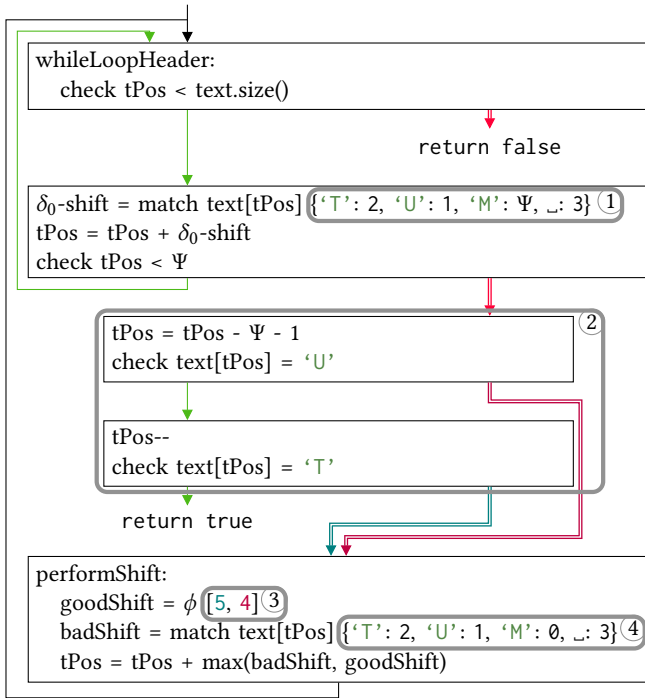 whileLoopHeader:
check tPos < text.size()
return false
δ₀-shift = match text[tPos] {‘T’: 2, ‘U’: 1, ‘M’: Ψ, ⎵: 3} 1
tPos = tPos + δ₀-shift
check tPos < Ψ
2
tPos = tPos - Ψ - 1
check text[tPos] = ‘U’
tPos--
check text[tPos] = ‘T’
return true
performShift:
goodShift = ϕ [5, 4] 3
badShift = match text[tPos] {‘T’: 2, ‘U’: 1, ‘M’: 0, ⎵: 3} 4
tPos = tPos + max(badShift, goodShift)